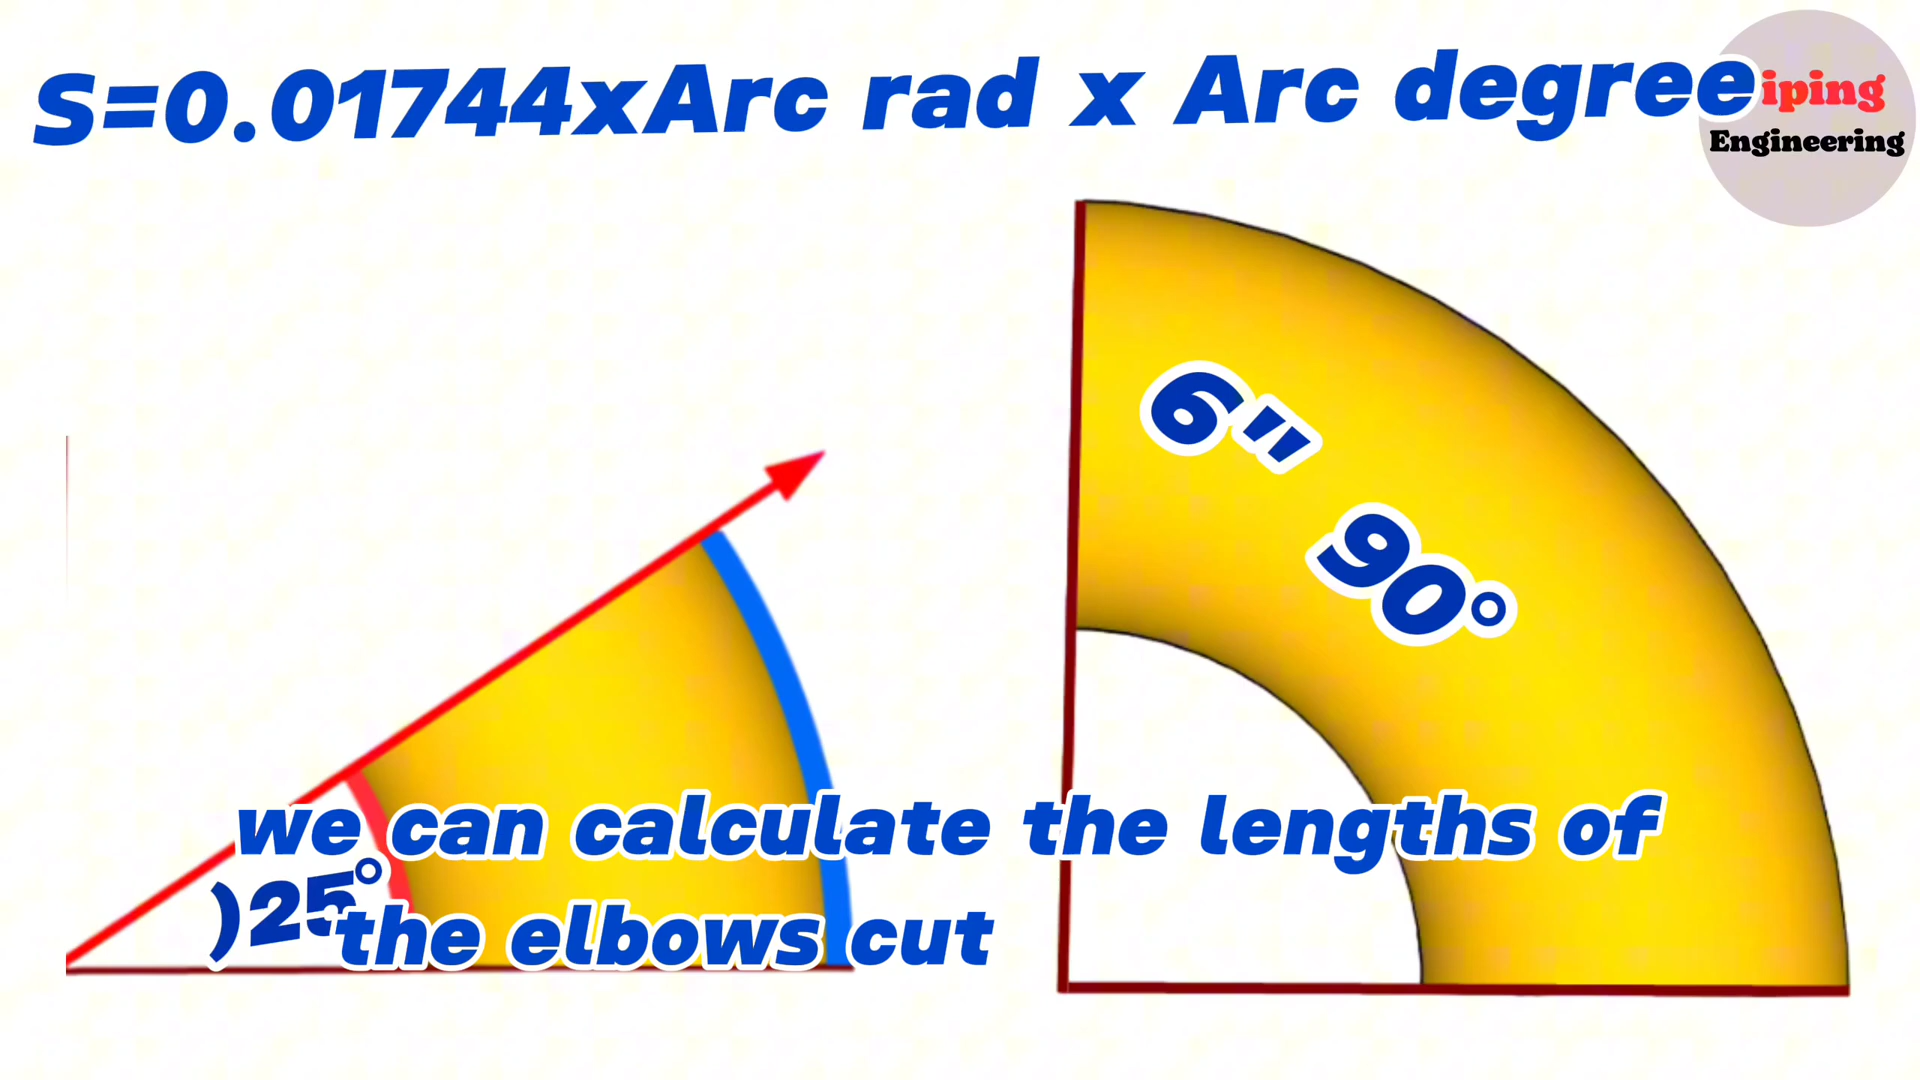 S=0.01744xArc rad x Arc degree
iping
Engineering
6" 90°
)25°
we can calculate the lengths of
the elbows cut